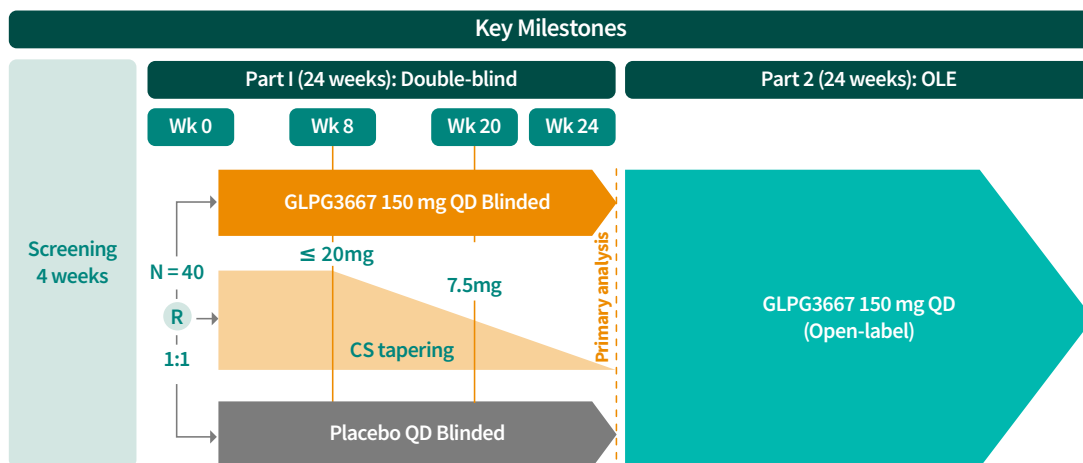 Key Milestones
Part I (24 weeks): Double-blind
Part 2 (24 weeks): OLE
Wk 0
Wk 8
Wk 20
Wk 24
Screening
4 weeks
N = 40
R
1:1
GLPG3667 150 mg QD Blinded
≤ 20mg
7.5mg
CS tapering
Placebo QD Blinded
Primary analysis
GLPG3667 150 mg QD
(Open-label)